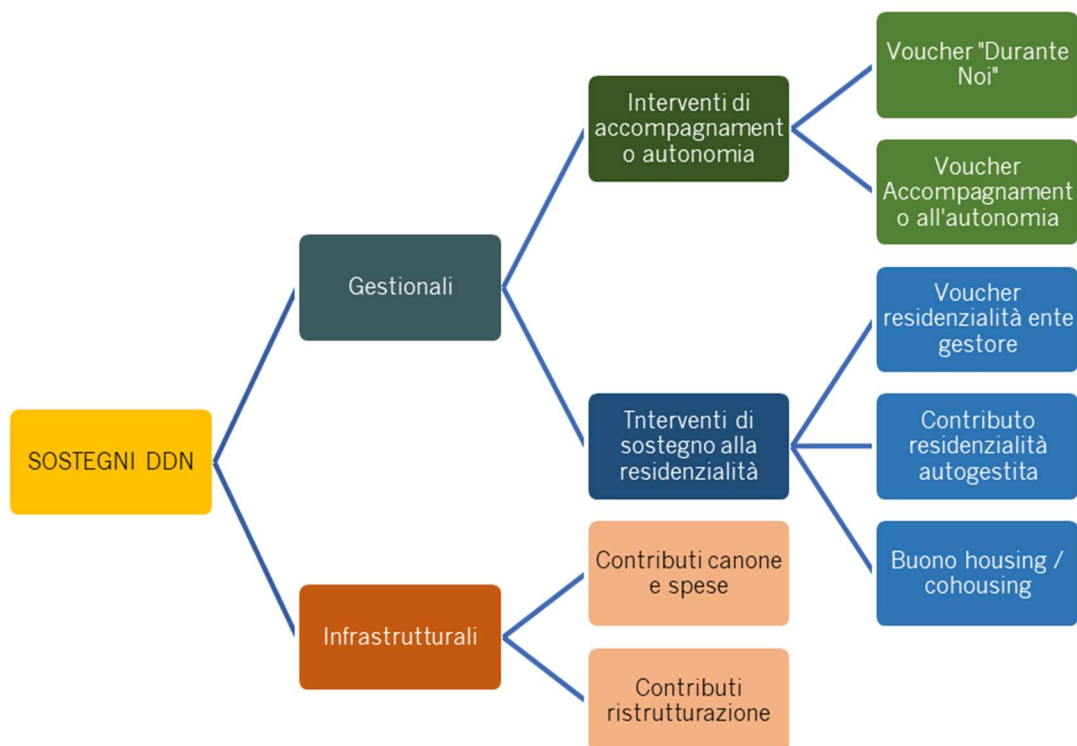 SOSTEGNI DDN
Gestionali
Infrastrutturali
Interventi di
accompagnament
o autonomia
Tnterventi di
sostegno alla
residenzialità
Contributi canone
e spese
Contributi
ristrutturazione
Voucher "Durante
Noi"
Voucher
Accompagnament
o all'autonomia
Voucher
residenzialità ente
gestore
Contributo
residenzialità
autogestita
Buono housing /
cohousing